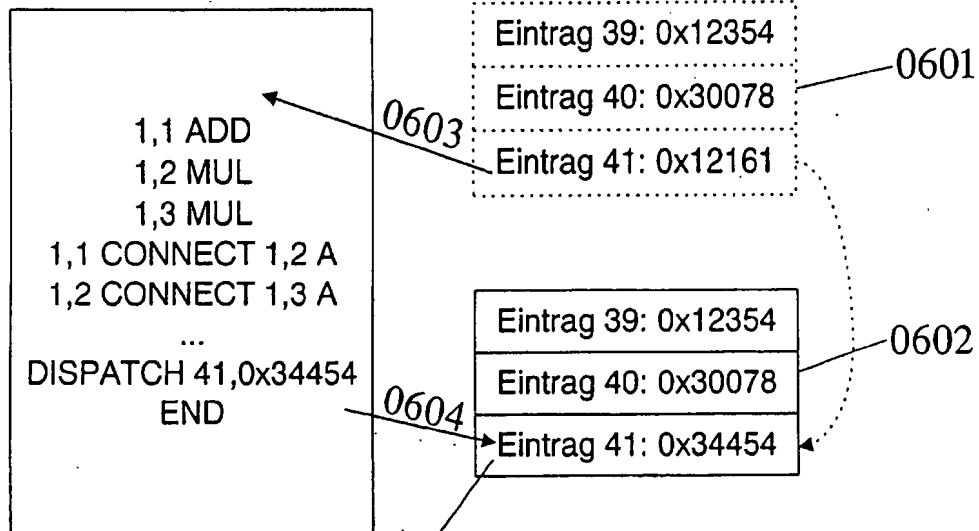 1,1 ADD
1,2 MUL
1,3 MUL
1,1 CONNECT 1,2 A
1,2 CONNECT 1,3 A
...
DISPATCH 41,0x34454
END
0603
0604
Eintrag 39: 0x12354
Eintrag 40: 0x30078
Eintrag 41: 0x12161
0601
Eintrag 39: 0x12354
Eintrag 40: 0x30078
Eintrag 41: 0x34454
0602